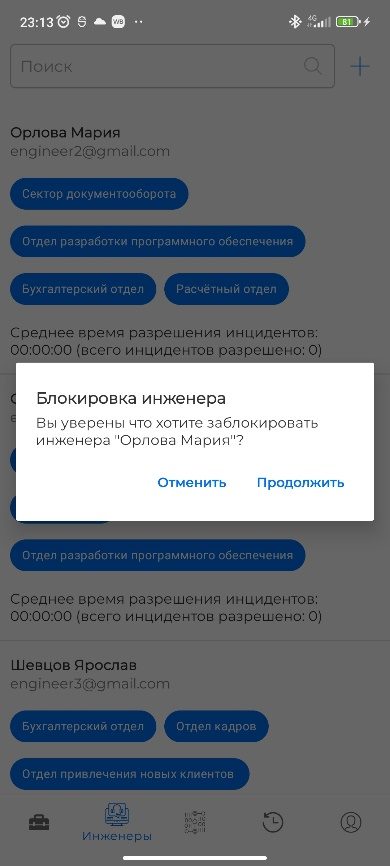 23:13
WB
4G
81
Поиск
Орлова Мария
engineer2@gmail.com
Сектор документооборота
Отдел разработки программного обеспечения
Бухгалтерский отдел Расчётный отдел
Среднее время разрешения инцидентов:
00:00:00 (всего инцидентов разрешено: 0)
Блокировка инженера
Вы уверены что хотите заблокировать
инженера "Орлова Мария"?
Отменить Продолжить
Отдел разработки программного обеспечения
Среднее время разрешения инцидентов:
00:00:00 (всего инцидентов разрешено: 0)
Шевцов Ярослав
engineer3@gmail.com
Бухгалтерский отдел Отдел кадров
Отдел привлечения новых клиентов
Инженеры